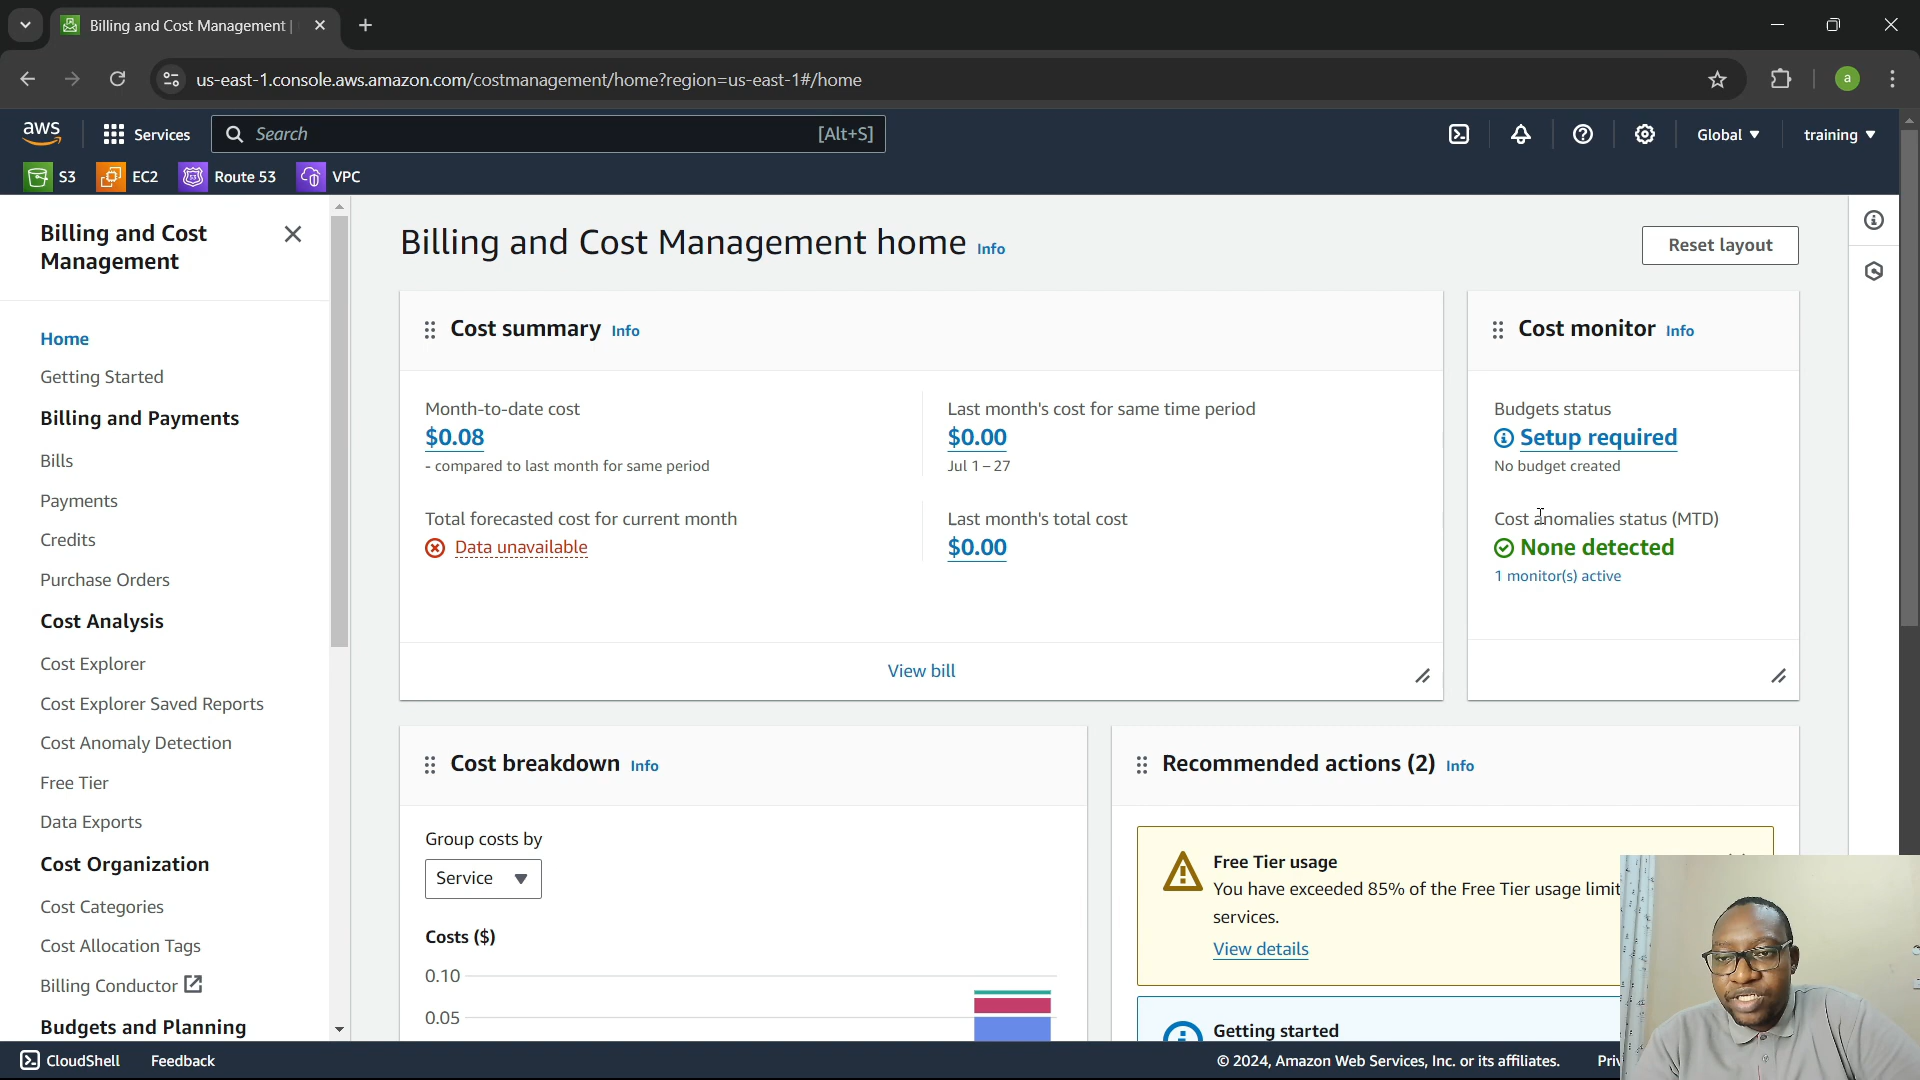 Billing and Cost Management |
us-east-1.console.aws.amazon.com/costmanagement/home?region=us-east-1#/home
a
aws
Services
Search
[Alt+S]
Global
training
S3
EC2
Route 53
VPC
Billing and Cost
Management
Home
Getting Started
Billing and Payments
Bills
Payments
Credits
Purchase Orders
Cost Analysis
Cost Explorer
Cost Explorer Saved Reports
Cost Anomaly Detection
Free Tier
Data Exports
Cost Organization
Cost Categories
Cost Allocation Tags
Billing Conductor
Budgets and Planning
Billing and Cost Management home Info
Reset layout
Cost summary Info
Month-to-date cost
$0.08
- compared to last month for same period
Last month's cost for same time period
$0.00
Jul 1 – 27
Total forecasted cost for current month
Data unavailable
Last month's total cost
$0.00
View bill
Cost monitor Info
Budgets status
Setup required
No budget created
Cost anomalies status (MTD)
None detected
1 monitor(s) active
Cost breakdown Info
Group costs by
Service
Costs ($)
0.10
0.05
Recommended actions (2) Info
Free Tier usage
You have exceeded 85% of the Free Tier usage limit
services.
View details
Getting started
CloudShell
Feedback
© 2024, Amazon Web Services, Inc. or its affiliates.